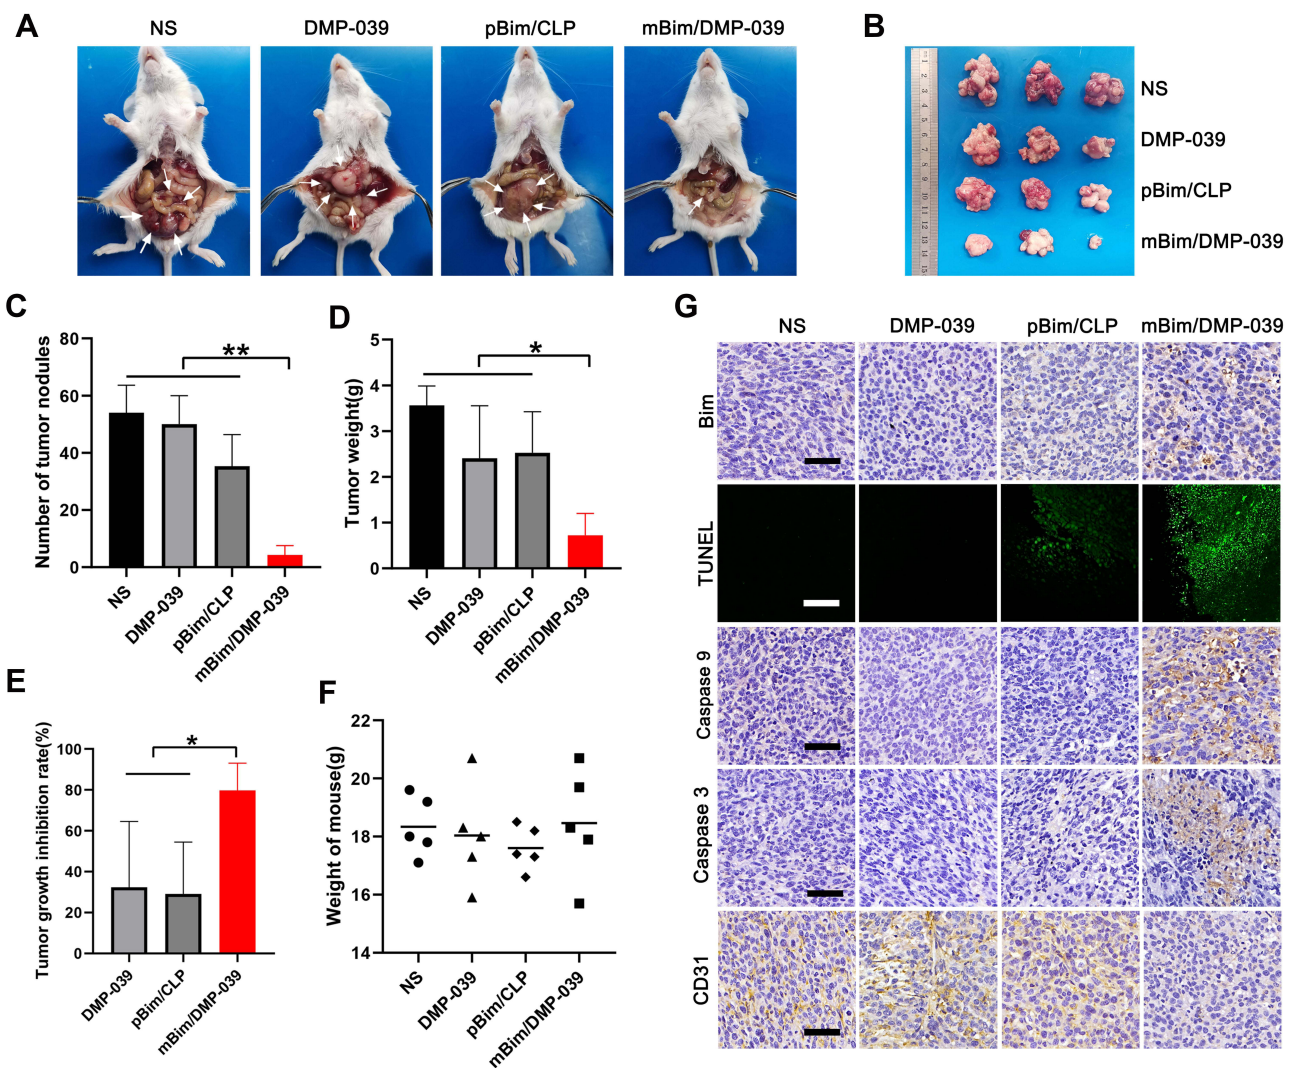 A
NS
DMP-039
pBim/CLP
mBim/DMP-039
B
NS
DMP-039
pBim/CLP
mBim/DMP-039
C
Number of tumor nodules
80
60
40
20
0
**
NS
DMP-039
pBim/CLP
mBim/DMP-039
D
Tumor weight(g)
5
4
3
2
1
0
*
NS
DMP-039
pBim/CLP
mBim/DMP-039
E
Tumor growth inhibition rate(%)
100
80
60
40
20
0
*
DMP-039
pBim/CLP
mBim/DMP-039
F
Weight of mouse(g)
22
20
18
16
14
NS
DMP-039
pBim/CLP
mBim/DMP-039
G
NS
DMP-039
pBim/CLP
mBim/DMP-039
Bim
TUNEL
Caspase 9
Caspase 3
CD31